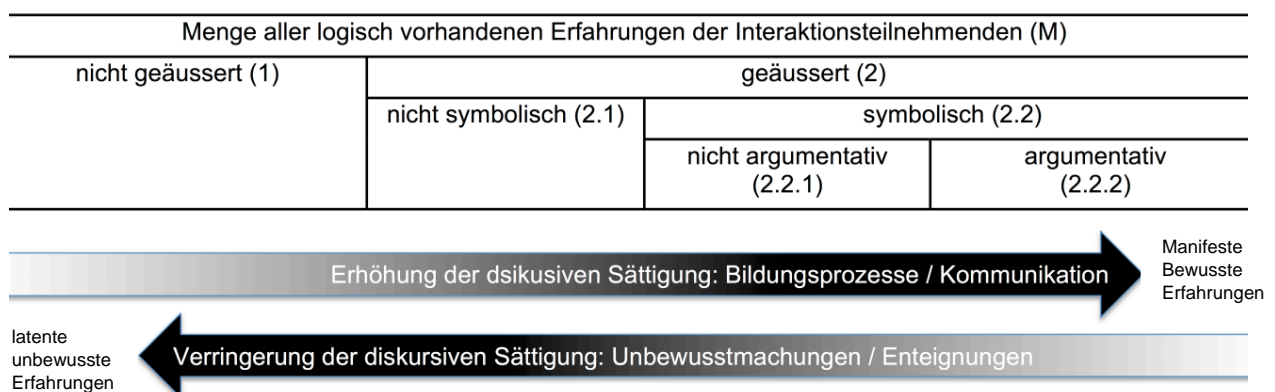 Menge aller logisch vorhandenen Erfahrungen der Interaktionsteilnehmenden (M)
nicht geäussert (1)
geäussert (2)
nicht symbolisch (2.1)
symbolisch (2.2)
nicht argumentativ
(2.2.1)
argumentativ
(2.2.2)
Erhöhung der dsikusiven Sättigung: Bildungsprozesse / Kommunikation
Manifeste
Bewusste
Erfahrungen
latente
unbewusste
Erfahrungen
Verringerung der diskursiven Sättigung: Unbewusstmachungen / Enteignungen